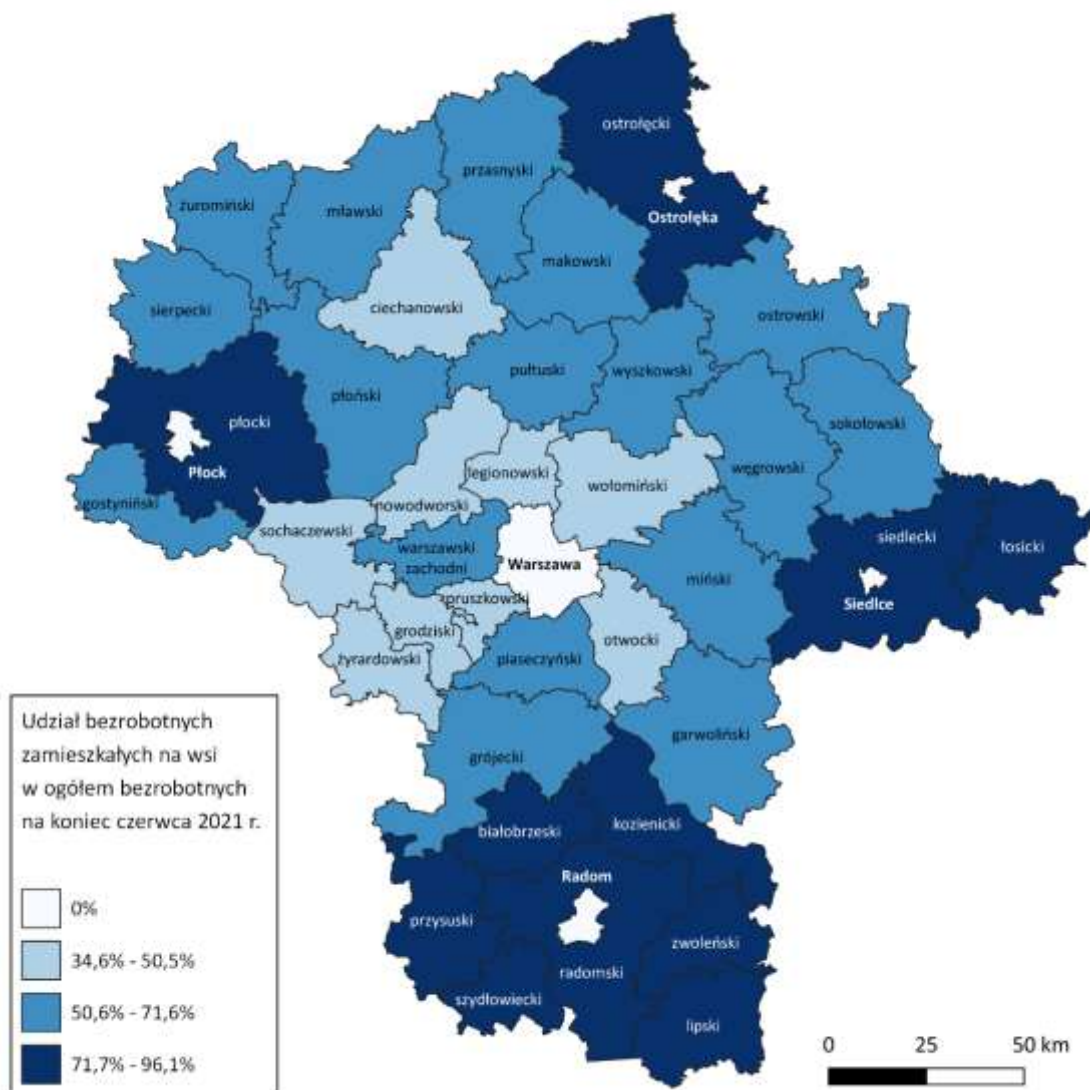 ostrołęcki
przasnyski
żuromiński
mławski
Ostrołęka
makowski
ciechanowski
sierpecki
ostrowski
pułtuski
wyszkowski
płoński
płocki
sokołowski
legionowski
węgrowski
Płock
wołomiński
gostyniński
nowodworski
sochaczewski
siedlecki
łosicki
warszawski
zachodni
Warszawa
miński
pruszkowski
Siedlce
grodziski
otwocki
żyrardowski
piaseczyński
garwoliński
grójecki
kozienicki
białobrzeski
Radom
przysuski
zwoleński
radomski
szydłowiecki
lipski
Udział bezrobotnych
zamieszkałych na wsi
w ogółem bezrobotnych
na koniec czerwca 2021 r.
0%
34,6% - 50,5%
50,6% - 71,6%
71,7% - 96,1%
0 25 50 km